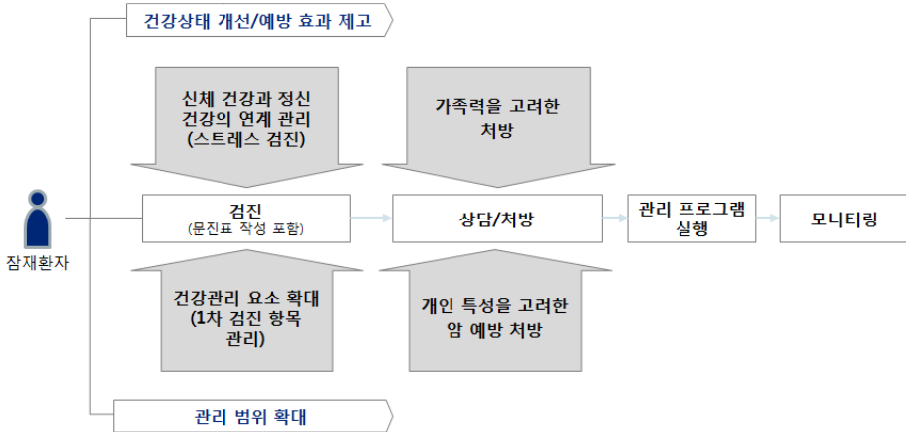 건강상태 개선/예방 효과 제고
신체 건강과 정신
건강의 연계 관리
(스트레스 검진)
가족력을 고려한
처방
잠재환자
검진
(문진표 작성 포함)
상담/처방
관리 프로그램
실행
모니티링
건강관리 요소 확대
(1차 검진 항목
관리)
개인 특성을 고려한
암 예방 처방
관리 범위 확대